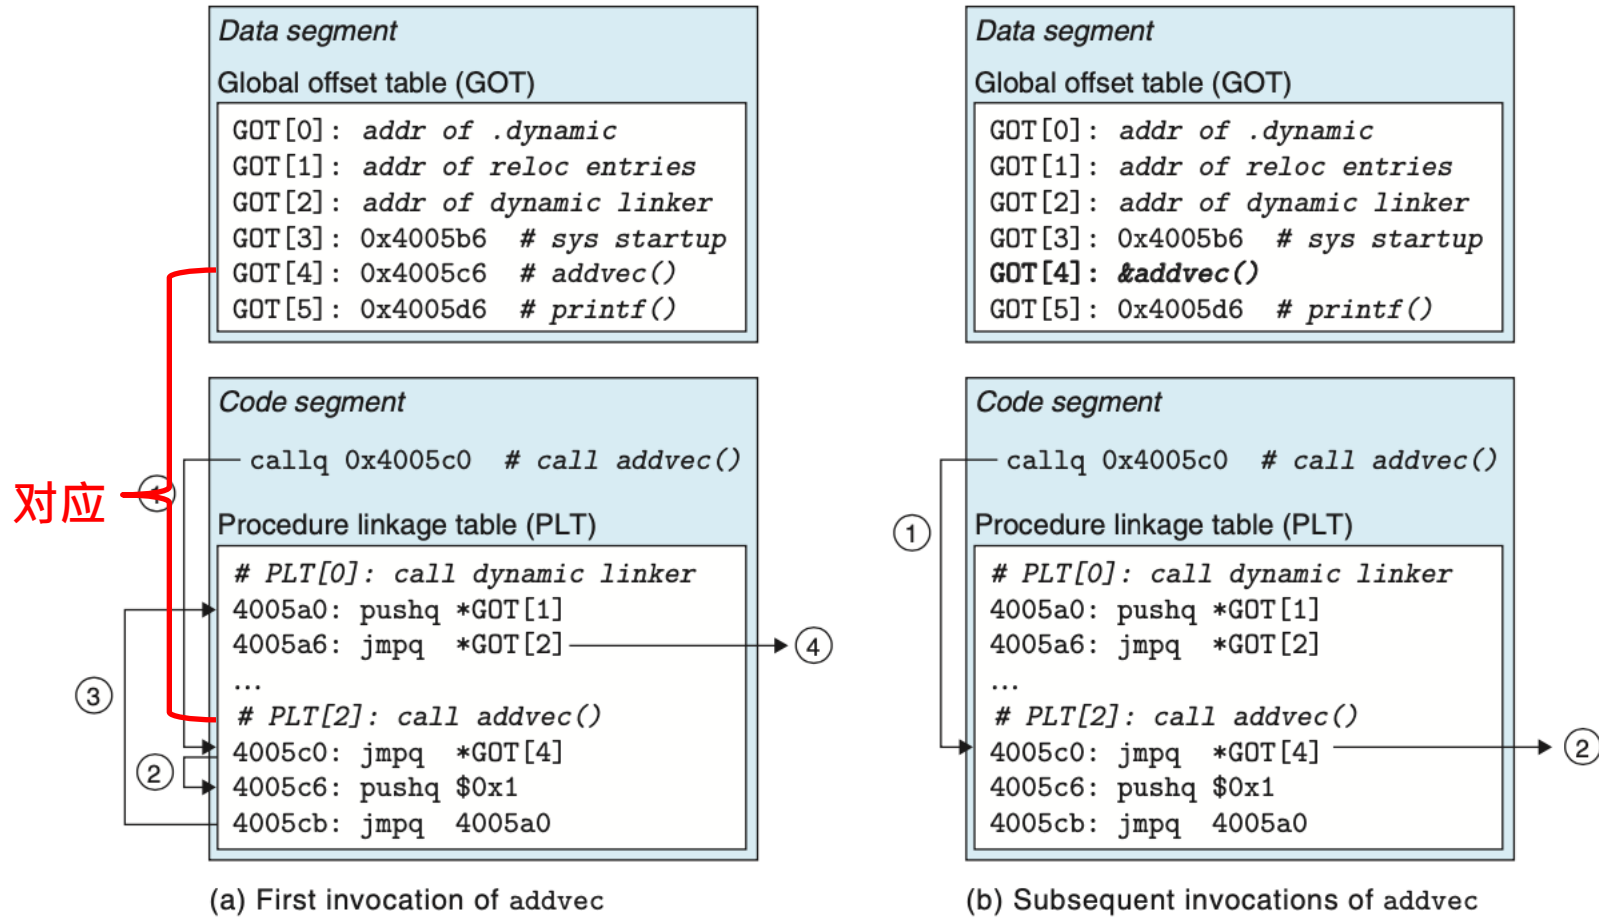 Data segment
Global offset table (GOT)
GOT[0]: addr of .dynamic
GOT[1]: addr of reloc entries
GOT[2]: addr of dynamic linker
GOT[3]: 0x4005b6 # sys startup
GOT[4]: 0x4005c6 # addvec()
GOT[5]: 0x4005d6 # printf()
Code segment
callq 0x4005c0 # call addvec()
对应
1
Procedure linkage table (PLT)
# PLT[0]: call dynamic linker
4005a0: pushq *GOT[1]
4005a6: jmpq *GOT[2]
4
...
3
# PLT[2]: call addvec()
4005c0: jmpq *GOT[4]
2
4005c6: pushq $0x1
4005cb: jmpq 4005a0
(a) First invocation of addvec
Data segment
Global offset table (GOT)
GOT[0]: addr of .dynamic
GOT[1]: addr of reloc entries
GOT[2]: addr of dynamic linker
GOT[3]: 0x4005b6 # sys startup
GOT[4]: &addvec()
GOT[5]: 0x4005d6 # printf()
Code segment
callq 0x4005c0 # call addvec()
1
Procedure linkage table (PLT)
# PLT[0]: call dynamic linker
4005a0: pushq *GOT[1]
4005a6: jmpq *GOT[2]
...
# PLT[2]: call addvec()
4005c0: jmpq *GOT[4]
2
4005c6: pushq $0x1
4005cb: jmpq 4005a0
(b) Subsequent invocations of addvec